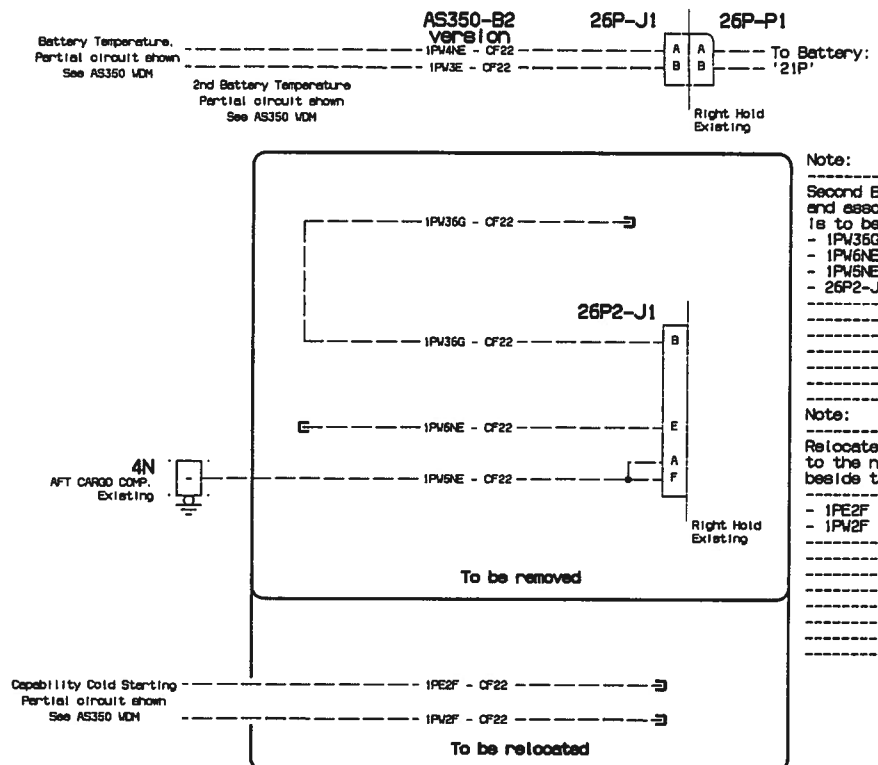 AS350-B2
version
26P-J1
26P-P1
Battery Temperature.
Partial circuit shown
See AS350 WDM
1PW4NE - CF22
1PW3E - CF22
A
A
B
B
To Battery:
'21P'
2nd Battery Temperature
Partial circuit shown
See AS350 WDM
Right Hold
Existing
Note:
Second
and
is to be
- 1PW36G
- 1PW6NE
- 1PW5NE
- 26P2-J
1PW36G - CF22
26P2-J1
1PW36G - CF22
B
1PW6NE - CF22
E
4N
AFT CARGO COMP.
Existing
-
1PW5NE - CF22
A
F
Right Hold
Existing
To be removed
Note:
Relocate
to the
beside
- 1PE2F
- 1PW2F
Capability Cold Starting
Partial circuit shown
See AS350 WDM
1PE2F - CF22
1PW2F - CF22
To be relocated